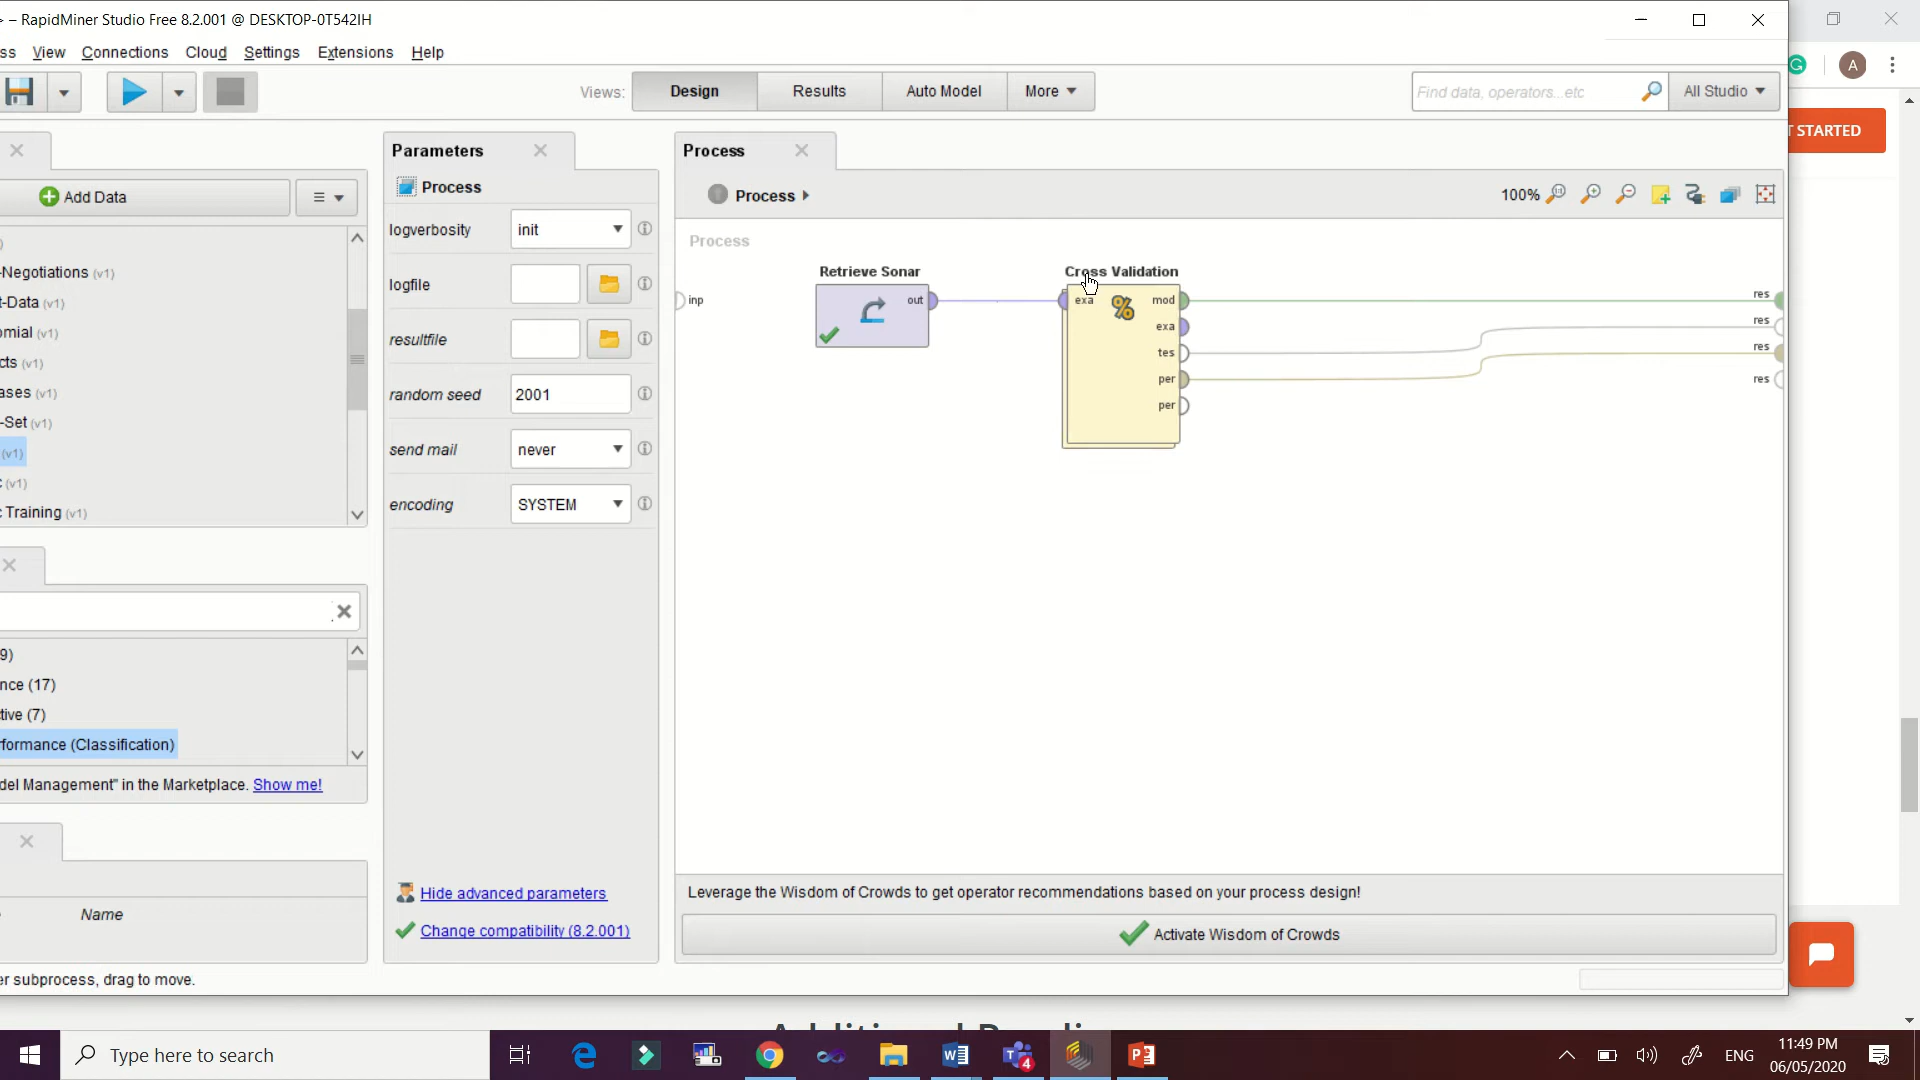 – RapidMiner Studio Free 8.2.001 @ DESKTOP-0T542IH
ss View Connections Cloud Settings Extensions Help
Views: Design Results Auto Model More
Find data, operators...etc
All Studio
T STARTED
Add Data
-Negotiations (v1)
t-Data (v1)
omial (v1)
cts (v1)
ases (v1)
-Set (v1)
(v1)
(v1)
Training (v1)
9)
nce (17)
tive (7)
formance (Classification)
del Management" in the Marketplace. Show me!
Name
er subprocess, drag to move.
Parameters
Process
logverbosity init
logfile
resultfile
random seed 2001
send mail never
encoding SYSTEM
Hide advanced parameters
Change compatibility (8.2.001)
Process
Process
100%
Process
inp
Retrieve Sonar
out
Cross Validation
exa
mod
exa
tes
per
per
res
res
res
res
Leverage the Wisdom of Crowds to get operator recommendations based on your process design!
Activate Wisdom of Crowds
Type here to search
4
ENG
11:49 PM
06/05/2020